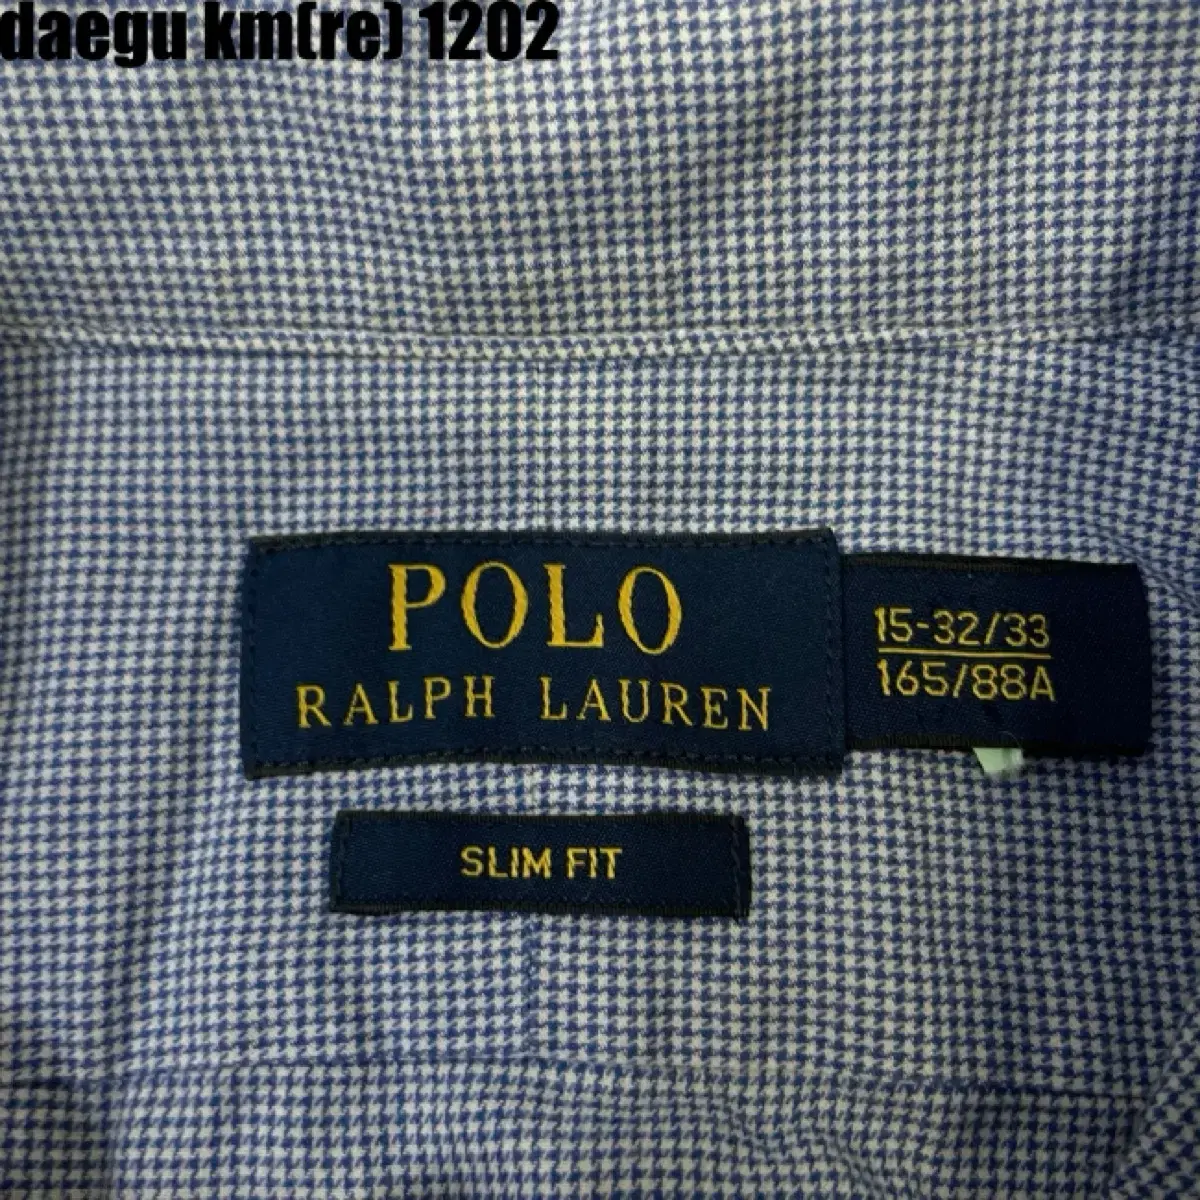 daegu km(re) 1202
POLO
RALPH LAUREN
15-32/33
165/88A
SLIM FIT